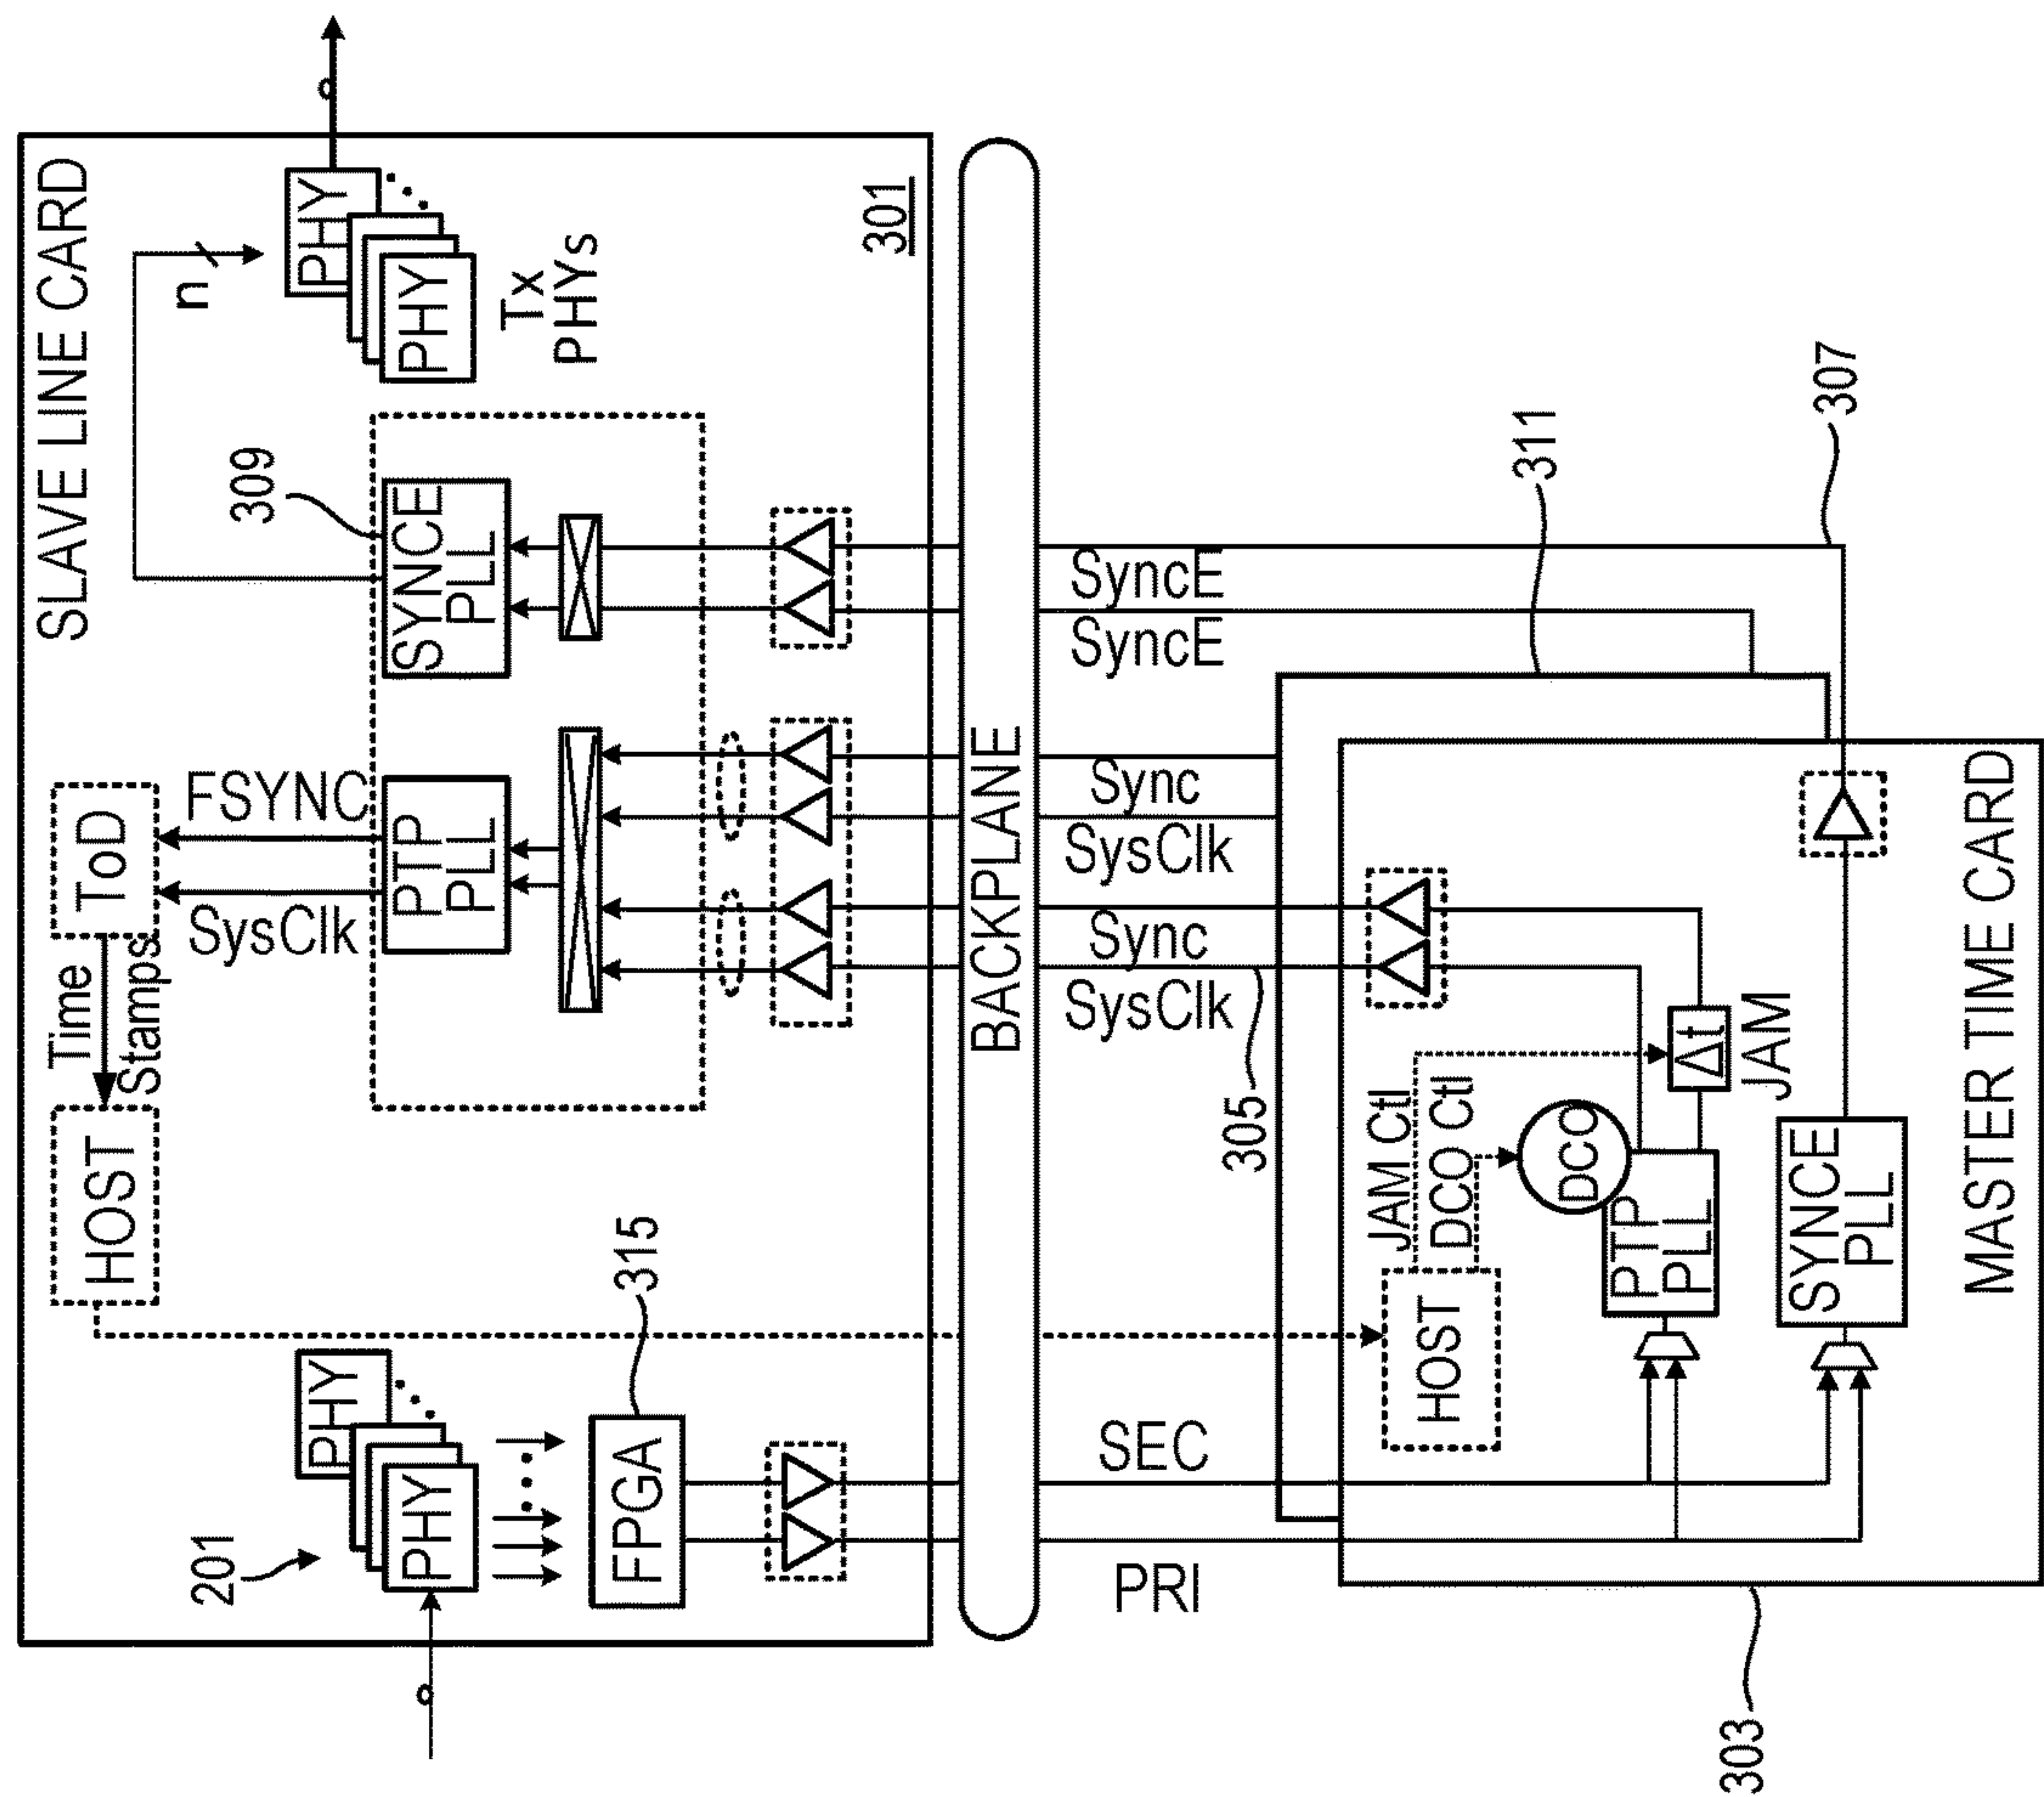 SLAVE LINE CARD
201
PHY
PHY
FPGA
315
HOST
Time
Stamps
ToD
SysClk
FSYNC
PTP
PLL
SYNCE
PLL
309
n
PHY
PHY
Tx
PHYs
301
BACKPLANE
PRI
SEC
305
SysClk
Sync
SysClk
Sync
SyncE
SyncE
311
307
HOST
JAM Ctl
DCO Ctl
DCO
PTP
PLL
Δt
JAM
SYNCE
PLL
MASTER TIME CARD
303